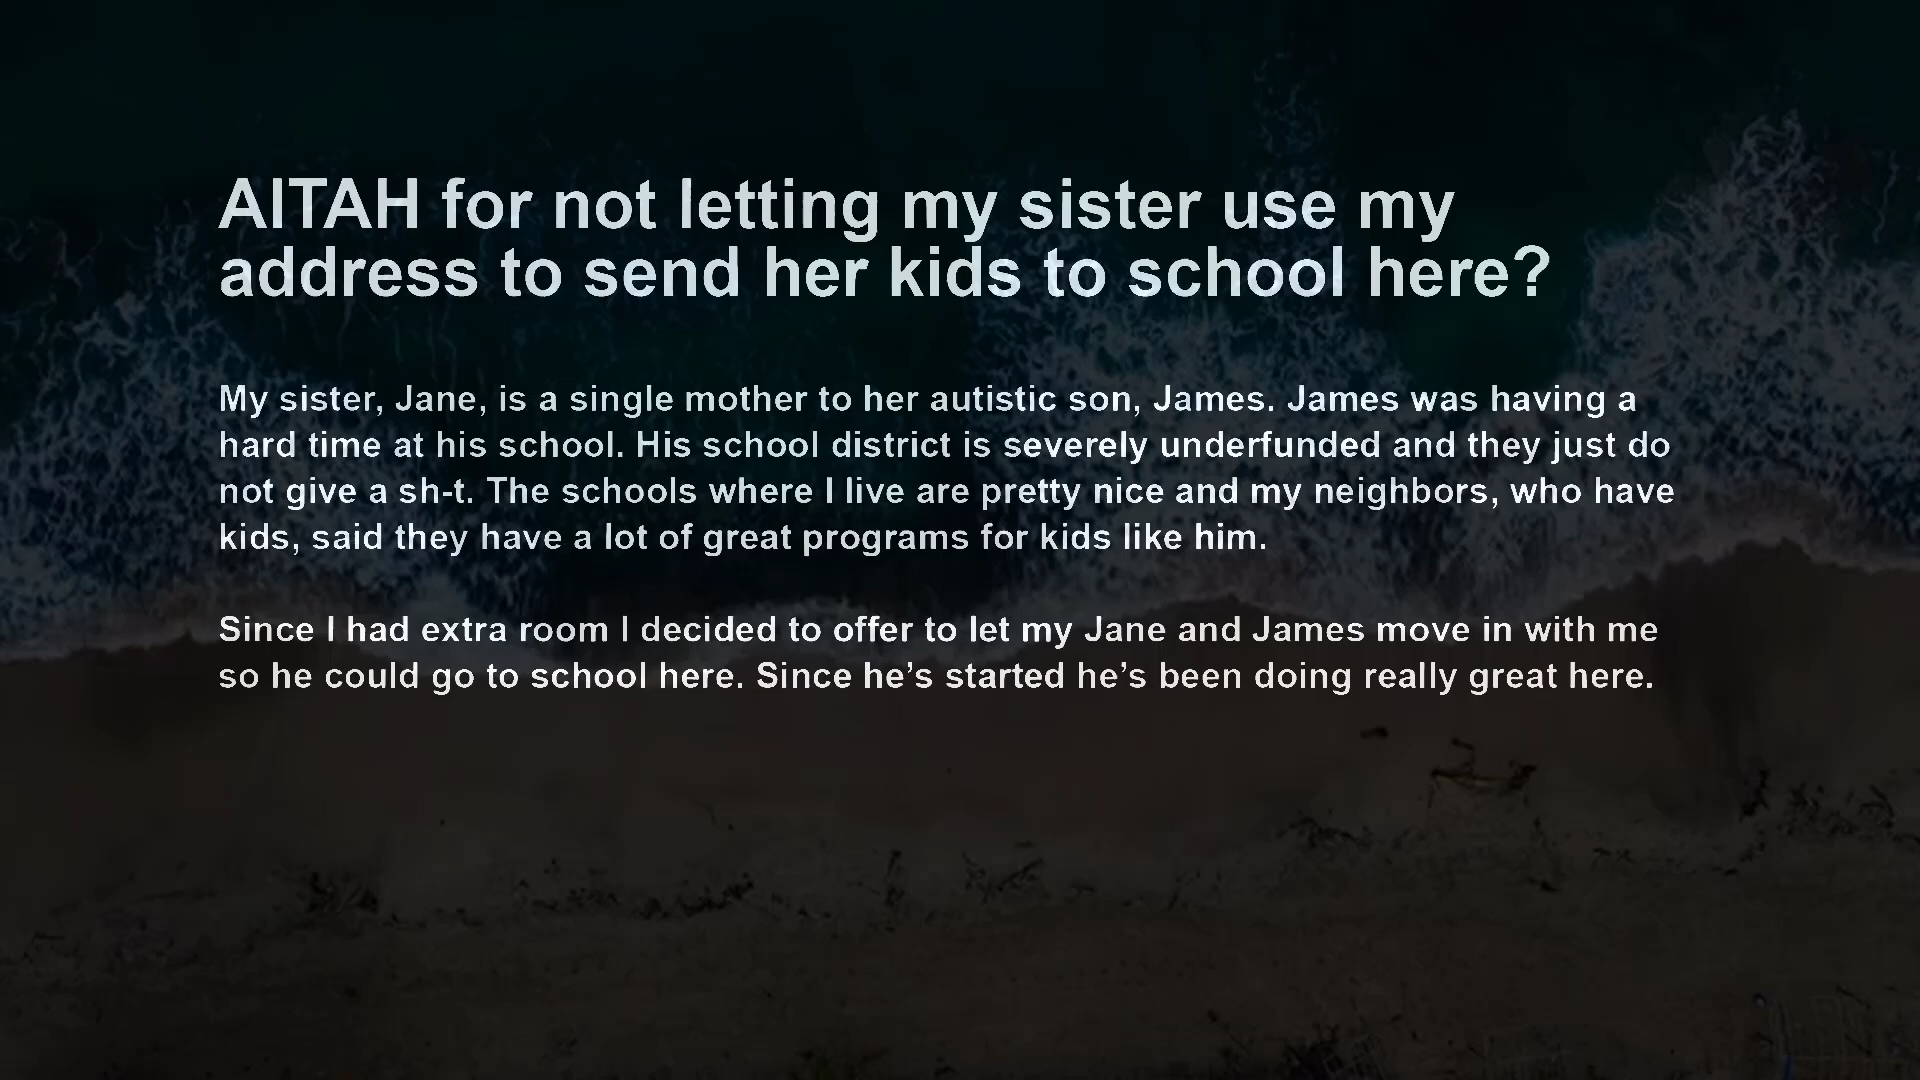 AITAH for not letting my sister use my
address to send her kids to school here?
My sister, Jane, is a single mother to her autistic son, James. James was having a
hard time at his school. His school district is severely underfunded and they just do
not give a sh-t. The schools where I live are pretty nice and my neighbors, who have
kids, said they have a lot of great programs for kids like him.
Since I had extra room I decided to offer to let my Jane and James move in with me
so he could go to school here. Since he’s started he’s been doing really great here.